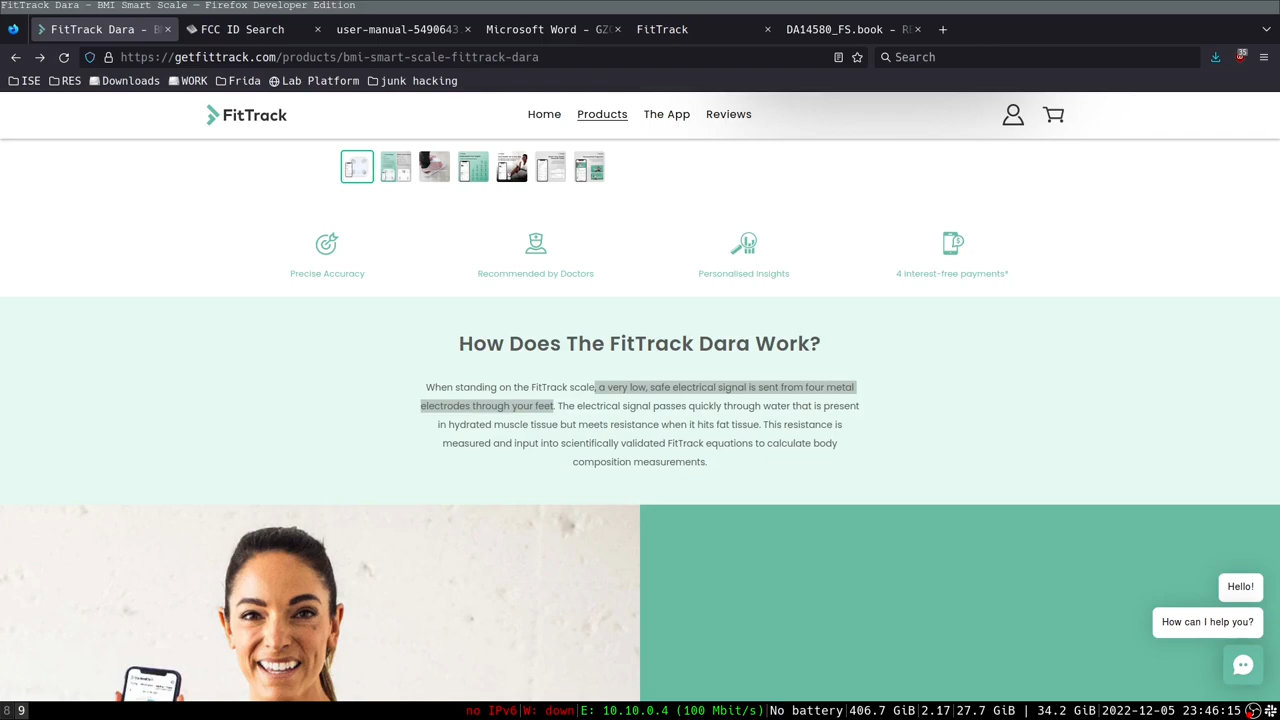 FitTrack Dara – BMI Smart Scale — Firefox Developer Edition
FitTrack Dara – B
FCC ID Search
user-manual-5490643
Microsoft Word - GZ
FitTrack
DA14580_FS.book - R
https://getfittrack.com/products/bmi-smart-scale-fittrack-dara
Search
35
ISE
RES
Downloads
WORK
Frida
Lab Platform
junk hacking
FitTrack
Home
Products
The App
Reviews
Precise Accuracy
Recommended by Doctors
Personalised Insights
4 interest-free payments*
How Does The FitTrack Dara Work?
When standing on the FitTrack scale, a very low, safe electrical signal is sent from four metal
electrodes through your feet. The electrical signal passes quickly through water that is present
in hydrated muscle tissue but meets resistance when it hits fat tissue. This resistance is
measured and input into scientifically validated FitTrack equations to calculate body
composition measurements.
Hello!
How can I help you?
8 9
no IPv6|W: down|E: 10.10.0.4 (100 Mbit/s)|No battery|406.7 GiB|2.17|27.7 GiB | 34.2 GiB|2022-12-05 23:46:15